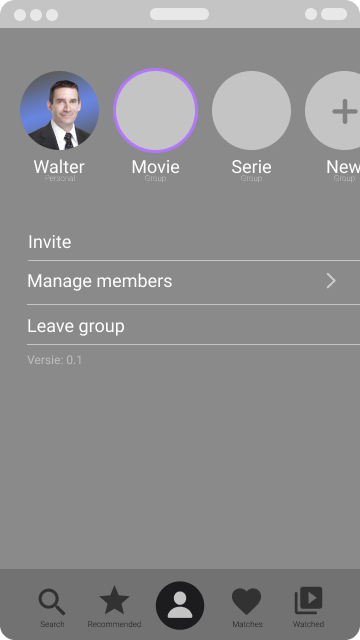 Walter
Personal
Movie
Group
Serie
Group
New
Group
Invite
Manage members
Leave group
Versie: 0.1
Search
Recommended
Matches
Watched